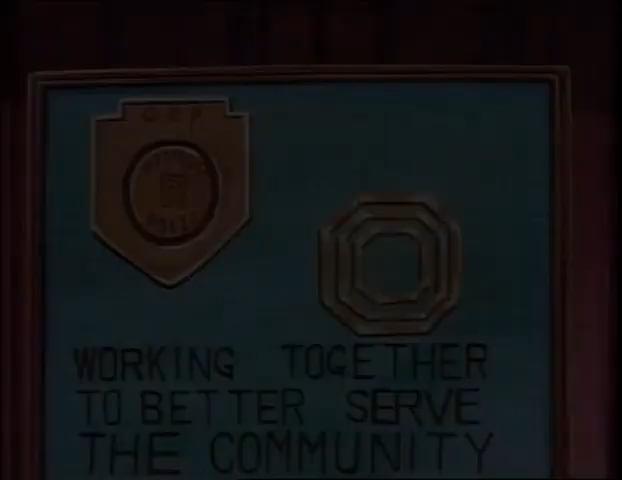 WORKING TOGETHER
TO BETTER SERVE
THE COMMUNITY